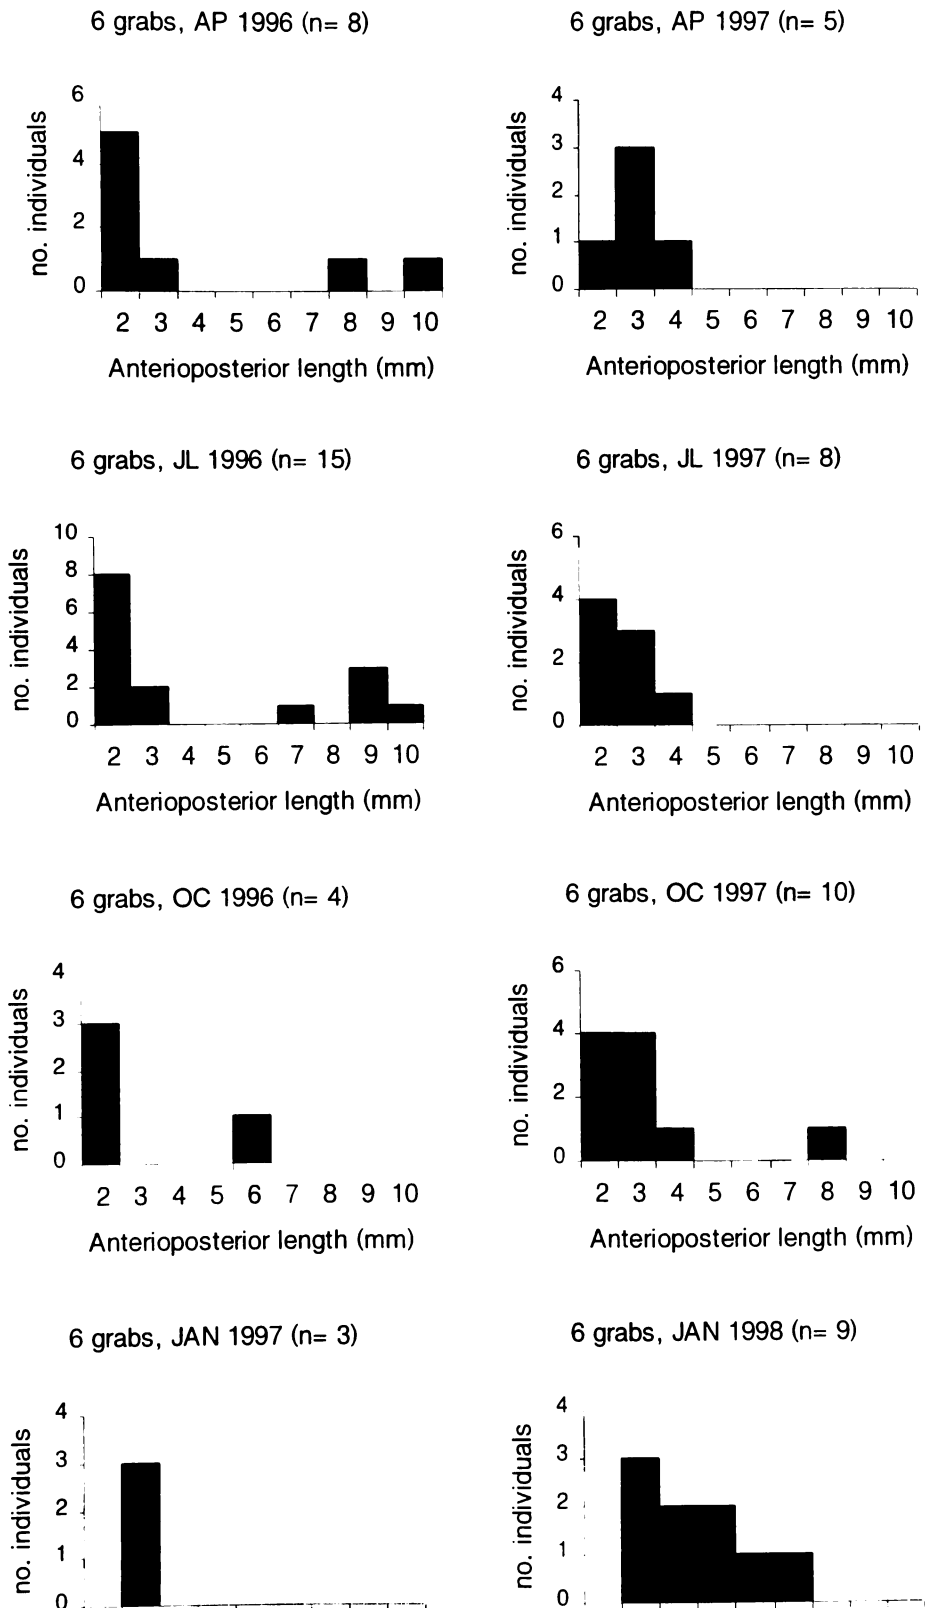 6 grabs, AP 1996 (n= 8)
no. individuals
6
4
2
0
2 3 4 5 6 7 8 9 10
Anterioposterior length (mm)
6 grabs, AP 1997 (n= 5)
no. individuals
4
3
2
1
0
2 3 4 5 6 7 8 9 10
Anterioposterior length (mm)
6 grabs, JL 1996 (n= 15)
no. individuals
10
8
6
4
2
0
2 3 4 5 6 7 8 9 10
Anterioposterior length (mm)
6 grabs, JL 1997 (n= 8)
no. individuals
6
4
2
0
2 3 4 5 6 7 8 9 10
Anterioposterior length (mm)
6 grabs, OC 1996 (n= 4)
no. individuals
4
3
2
1
0
2 3 4 5 6 7 8 9 10
Anterioposterior length (mm)
6 grabs, OC 1997 (n= 10)
no. individuals
6
4
2
0
2 3 4 5 6 7 8 9 10
Anterioposterior length (mm)
6 grabs, JAN 1997 (n= 3)
no. individuals
4
3
2
1
0
6 grabs, JAN 1998 (n= 9)
no. individuals
4
3
2
1
0